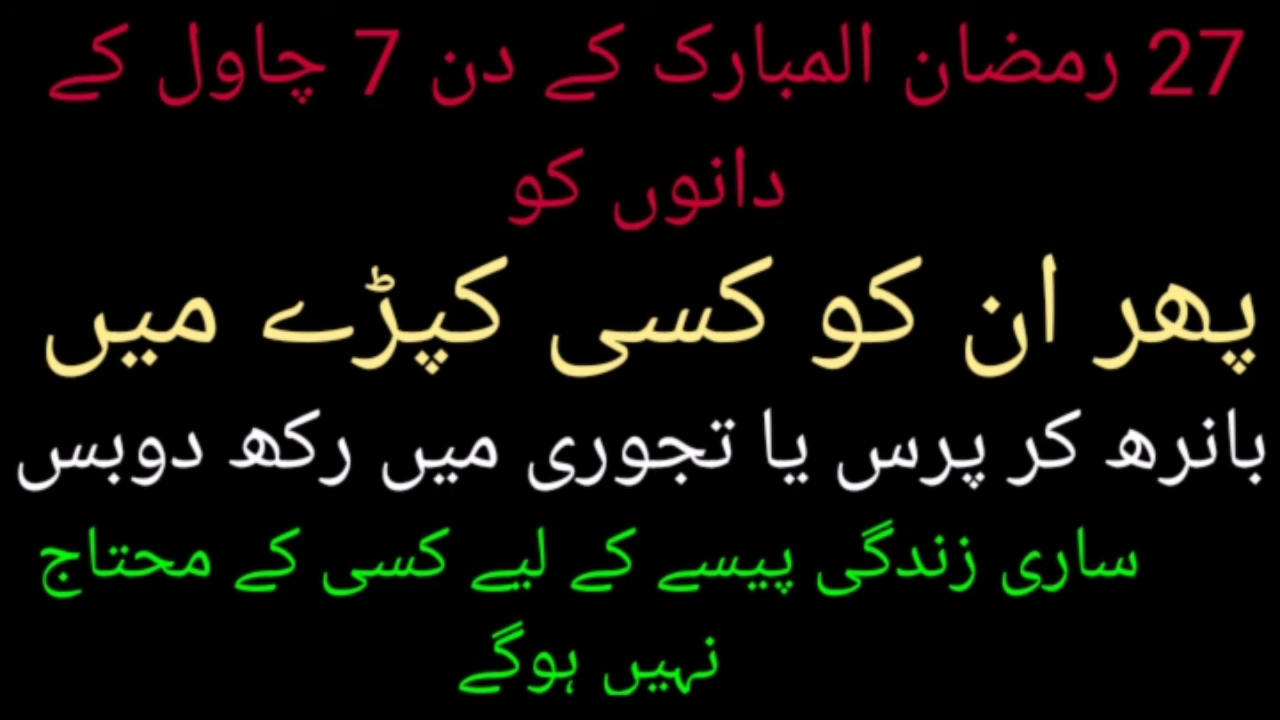 27 رمضان المبارک کے دن 7 چاول کے
دانوں کو
پھر ان کو کسی کپڑے میں
بانرھ کر پرس یا تجوری میں رکھ دوبس
ساری زندگی پیسے کے لیے کسی کے محتاج
نہیں ہوگے